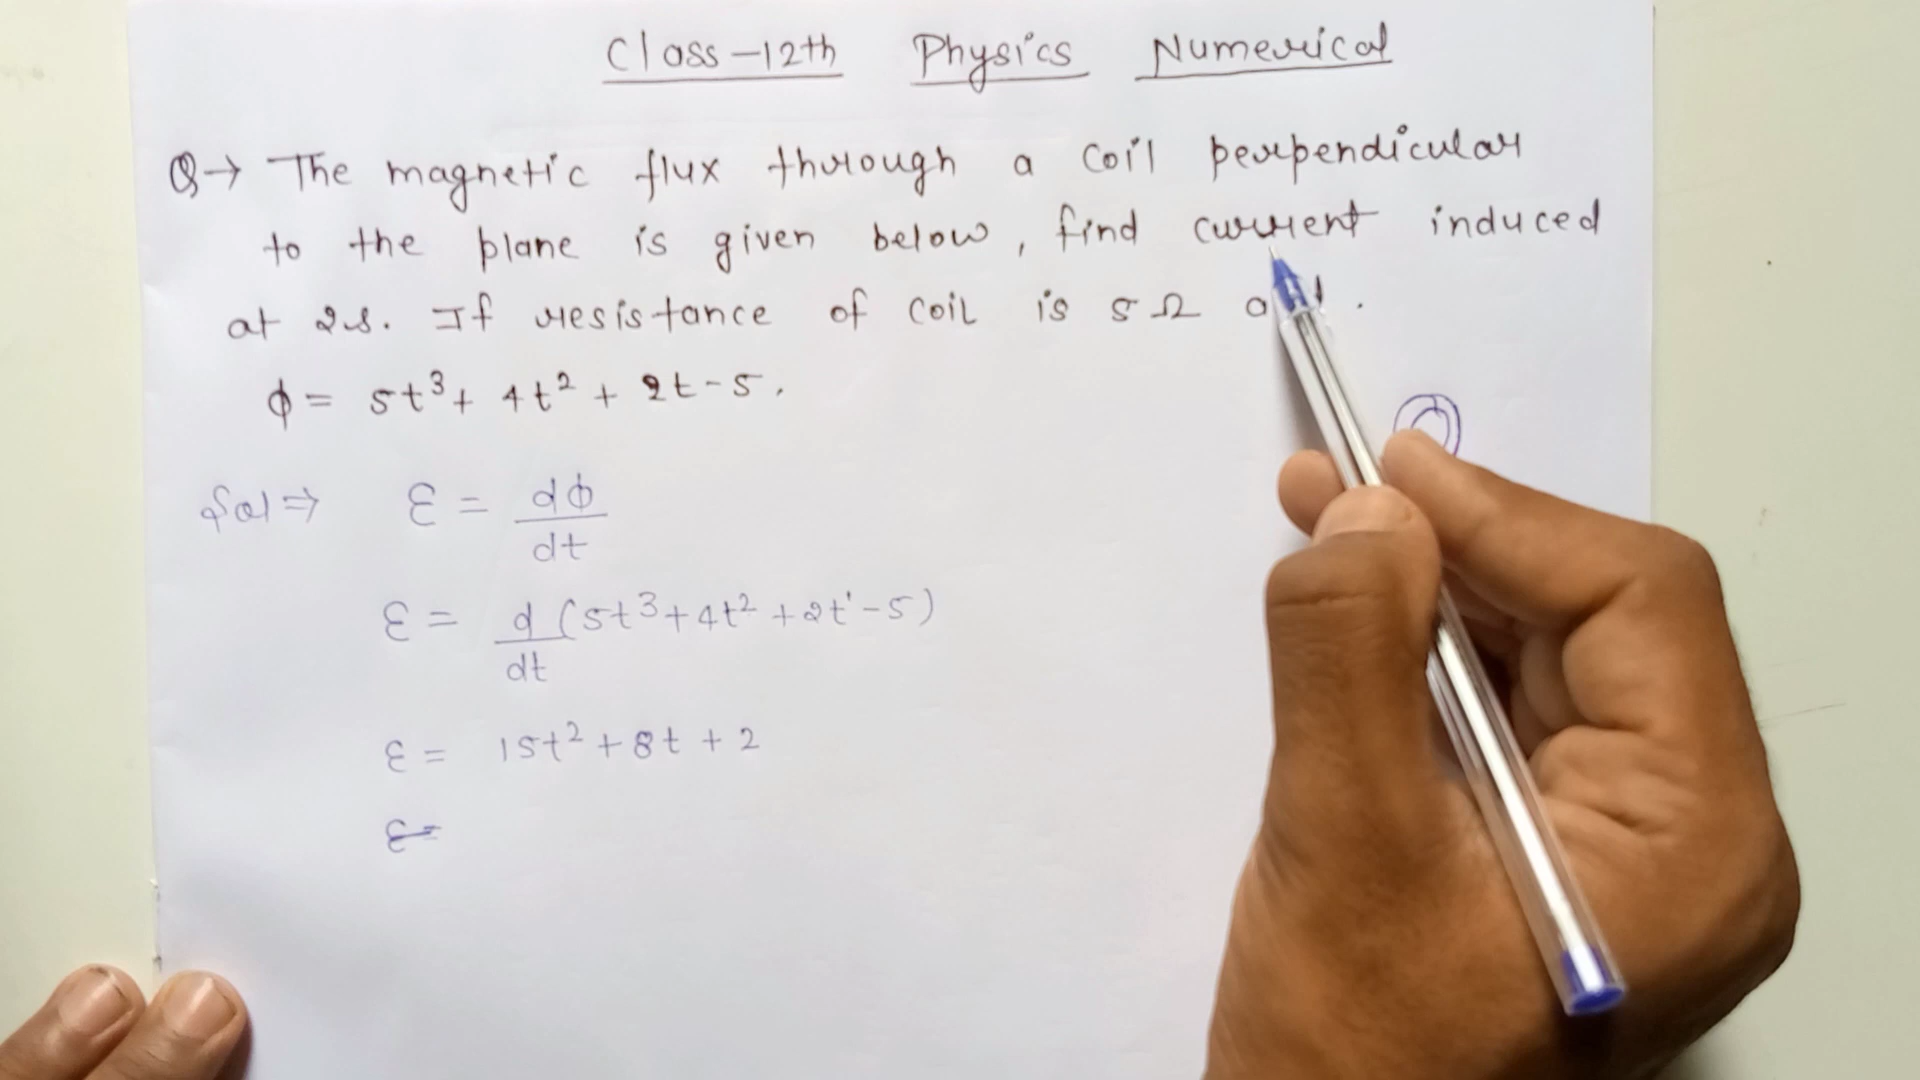 Class-12th Physics Numerical
Q→ The magnetic flux through a coil perpendicular
to the plane is given below, find current induced
at 2s. If resistance of coil is 5Ω
ϕ= 5t³+ 4t² + 2t-5.
Sol⇒ ε = dϕ/dt
ε = d/dt (5t³+4t²+2t'-5)
ε = 15t²+8t+2
ε=